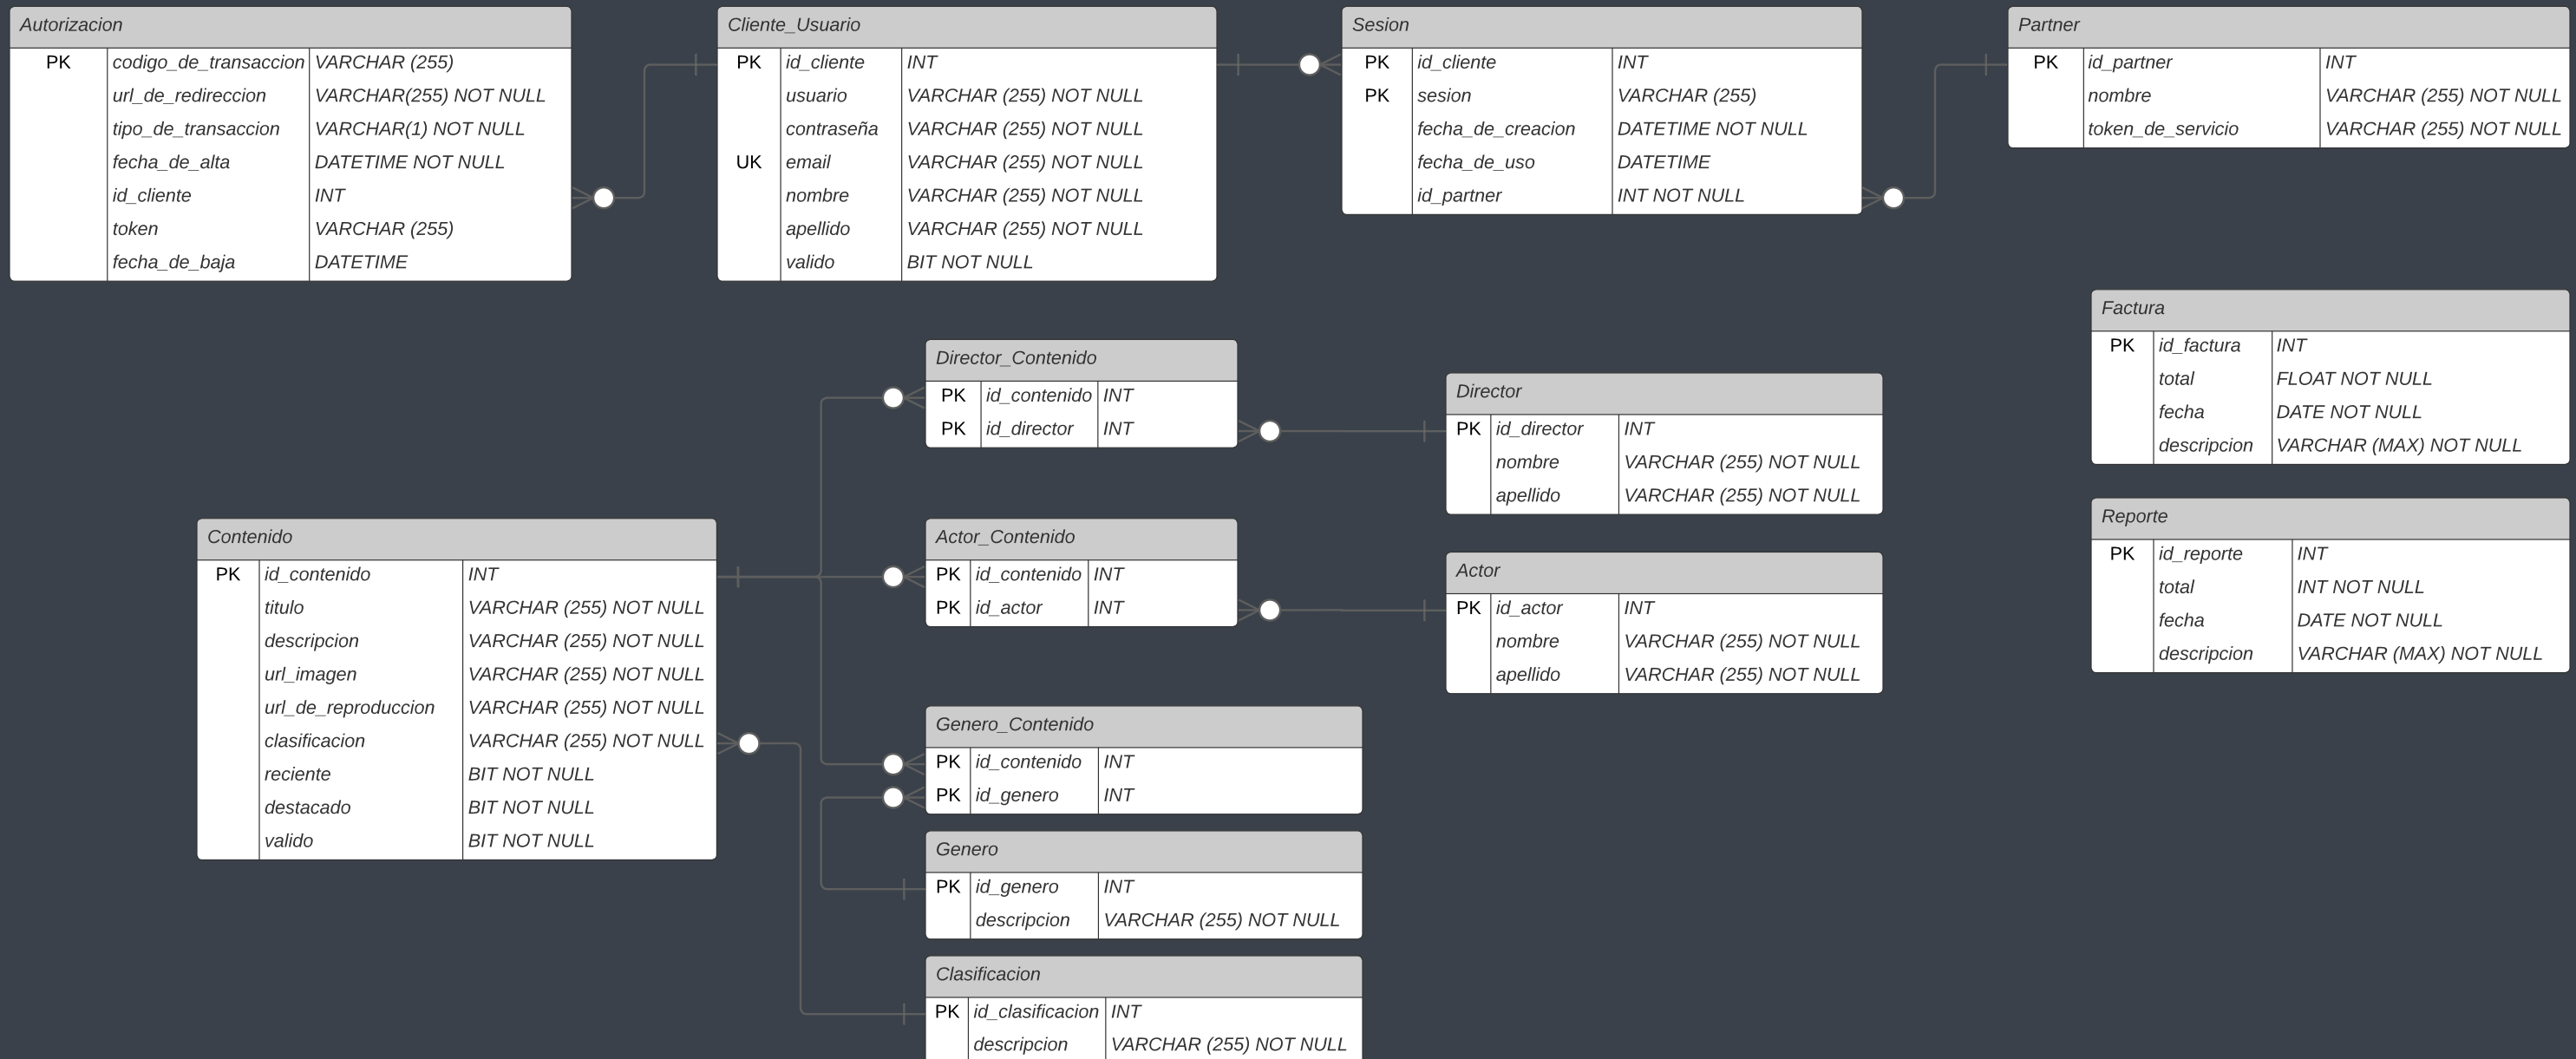 Autorizacion
PK codigo_de_transaccion VARCHAR (255)
url_de_redireccion VARCHAR(255) NOT NULL
tipo_de_transaccion VARCHAR(1) NOT NULL
fecha_de_alta DATETIME NOT NULL
id_cliente INT
token VARCHAR (255)
fecha_de_baja DATETIME
Cliente_Usuario
PK id_cliente INT
usuario VARCHAR (255) NOT NULL
contraseña VARCHAR (255) NOT NULL
UK email VARCHAR (255) NOT NULL
nombre VARCHAR (255) NOT NULL
apellido VARCHAR (255) NOT NULL
valido BIT NOT NULL
Sesion
PK id_cliente INT
PK sesion VARCHAR (255)
fecha_de_creacion DATETIME NOT NULL
fecha_de_uso DATETIME
id_partner INT NOT NULL
Partner
PK id_partner INT
nombre VARCHAR (255) NOT NULL
token_de_servicio VARCHAR (255) NOT NULL
Factura
PK id_factura INT
total FLOAT NOT NULL
fecha DATE NOT NULL
descripcion VARCHAR (MAX) NOT NULL
Director_Contenido
PK id_contenido INT
PK id_director INT
Director
PK id_director INT
nombre VARCHAR (255) NOT NULL
apellido VARCHAR (255) NOT NULL
Reporte
PK id_reporte INT
total INT NOT NULL
fecha DATE NOT NULL
descripcion VARCHAR (MAX) NOT NULL
Contenido
PK id_contenido INT
titulo VARCHAR (255) NOT NULL
descripcion VARCHAR (255) NOT NULL
url_imagen VARCHAR (255) NOT NULL
url_de_reproduccion VARCHAR (255) NOT NULL
clasificacion VARCHAR (255) NOT NULL
reciente BIT NOT NULL
destacado BIT NOT NULL
valido BIT NOT NULL
Actor_Contenido
PK id_contenido INT
PK id_actor INT
Actor
PK id_actor INT
nombre VARCHAR (255) NOT NULL
apellido VARCHAR (255) NOT NULL
Genero_Contenido
PK id_contenido INT
PK id_genero INT
Genero
PK id_genero INT
descripcion VARCHAR (255) NOT NULL
Clasificacion
PK id_clasificacion INT
descripcion VARCHAR (255) NOT NULL